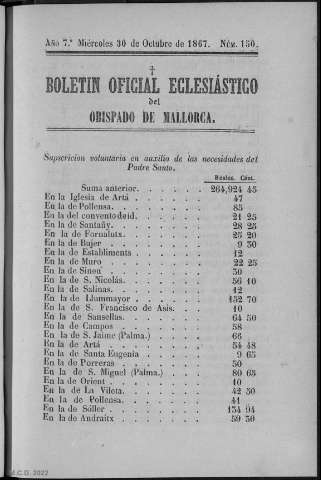 Año 7.º Miércoles 30 de Octubre de 1867. Núm. 150.
†
BOLETIN OFICIAL ECLESIÁSTICO
del
OBISPADO DE MALLORCA.
Suscricion voluntaria en auxilio de las necesidades del
Padre Santo.
Reales. Cént.
Suma anterior. . . . . . 264,924 45
En la Iglesia de Artá . . . . . 47
En la de Pollensa. . . . . . 85
En la del convento de id. . . . . 21 25
En la de Santañy. . . . . . 28 25
En la de Fornalutx. . . . . . 25 20
En la de Bujer . . . . . . 9 30
En la de Establiments . . . . . 12
En la de Muro . . . . . . 22 25
En la de Sineu . . . . . . 30
En la de S. Nicolás. . . . . . 56 10
En la de Salinas. . . . . . 12
En la de Llummayor . . . . . 152 70
En la de S. Francisco de Asis. . . 10
En la de Sansellas. . . . . . 64 50
En la de Campos . . . . . . 58
En la de S. Jaime (Palma.) . . . 66
En la de Artá . . . . . . 54 48
En la de Santa Eugenia . . . . 9 65
En la de Porreras . . . . . 50
En la de S. Miguel (Palma.) . . . 80 65
En la de Orient . . . . . . 10
En la de La Vileta. . . . . . 42 50
En la de Pollensa. . . . . . 41
En la de Sóller . . . . . . 134 94
En la de Andraitx . . . . . 59 50
A.C.D. 2022